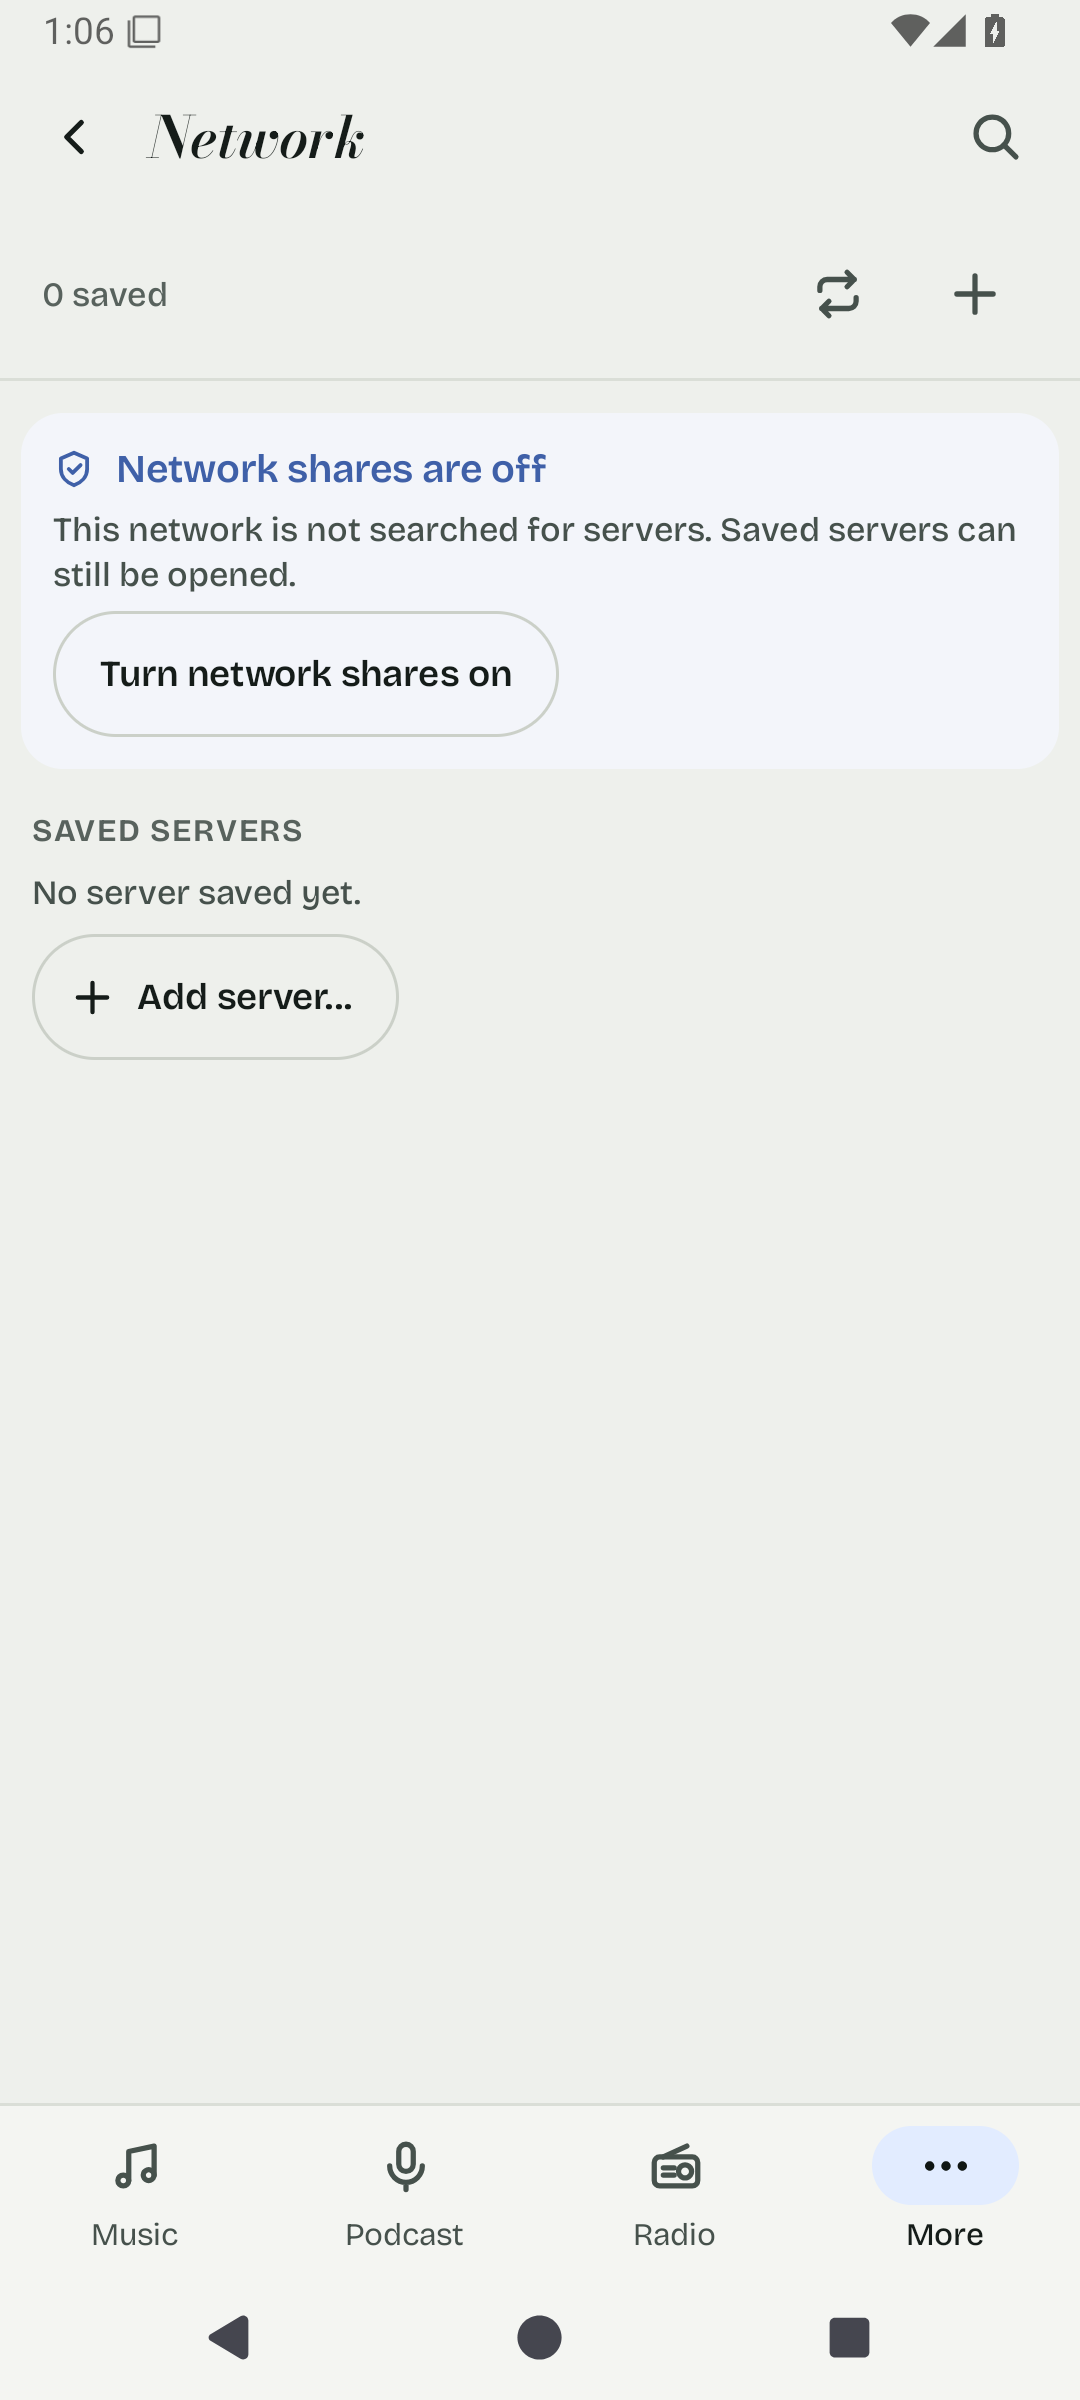 1:06
Network
0 saved
Network shares are off
This network is not searched for servers. Saved servers can
still be opened.
Turn network shares on
SAVED SERVERS
No server saved yet.
Add server...
Music
Podcast
Radio
More